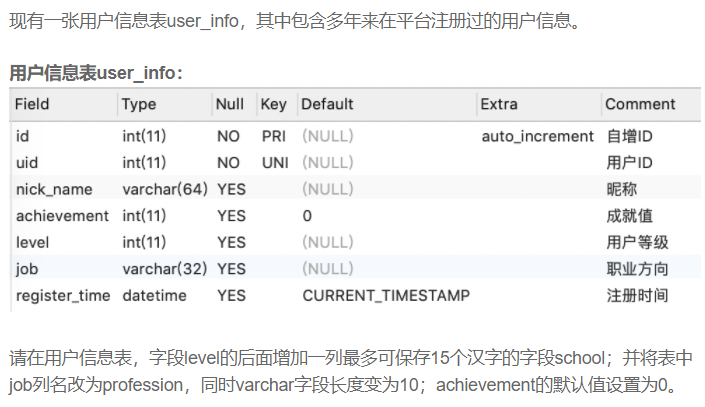 现有一张用户信息表user_info，其中包含多年来在平台注册过的用户信息。
用户信息表user_info：
Field Type Null Key Default Extra Comment
id int(11) NO PRI (NULL) auto_increment 自增ID
uid int(11) NO UNI (NULL) 用户ID
nick_name varchar(64) YES (NULL) 昵称
achievement int(11) YES 0 成就值
level int(11) YES (NULL) 用户等级
job varchar(32) YES (NULL) 职业方向
register_time datetime YES CURRENT_TIMESTAMP 注册时间
请在用户信息表，字段level的后面增加一列最多可保存15个汉字的字段school；并将表中
job列名改为profession，同时varchar字段长度变为10；achievement的默认值设置为0。